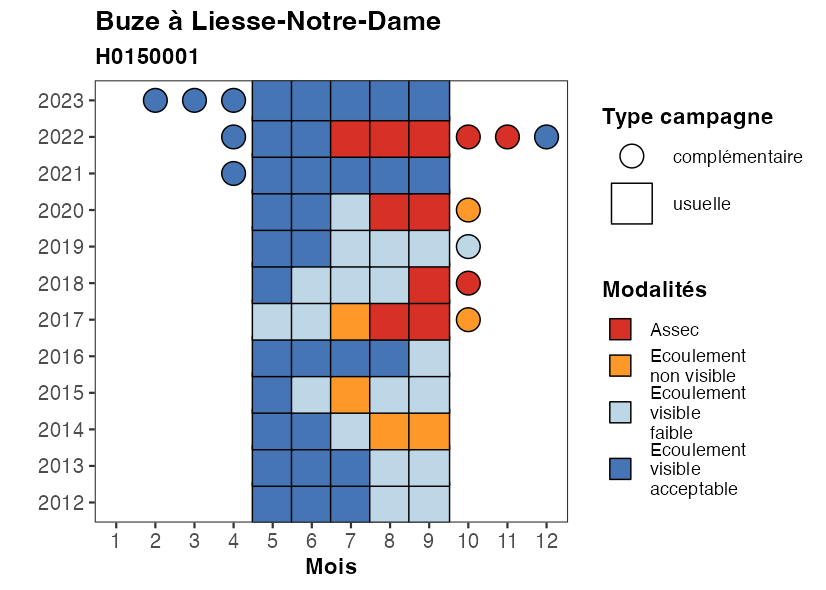 Buze à Liesse-Notre-Dame
H0150001
2023
2022
2021
2020
2019
2018
2017
2016
2015
2014
2013
2012
1 2 3 4 5 6 7 8 9 10 11 12
Mois
Type campagne
complémentaire
usuelle
Modalités
Assec
Ecoulement
non visible
Ecoulement
visible
faible
Ecoulement
visible
acceptable